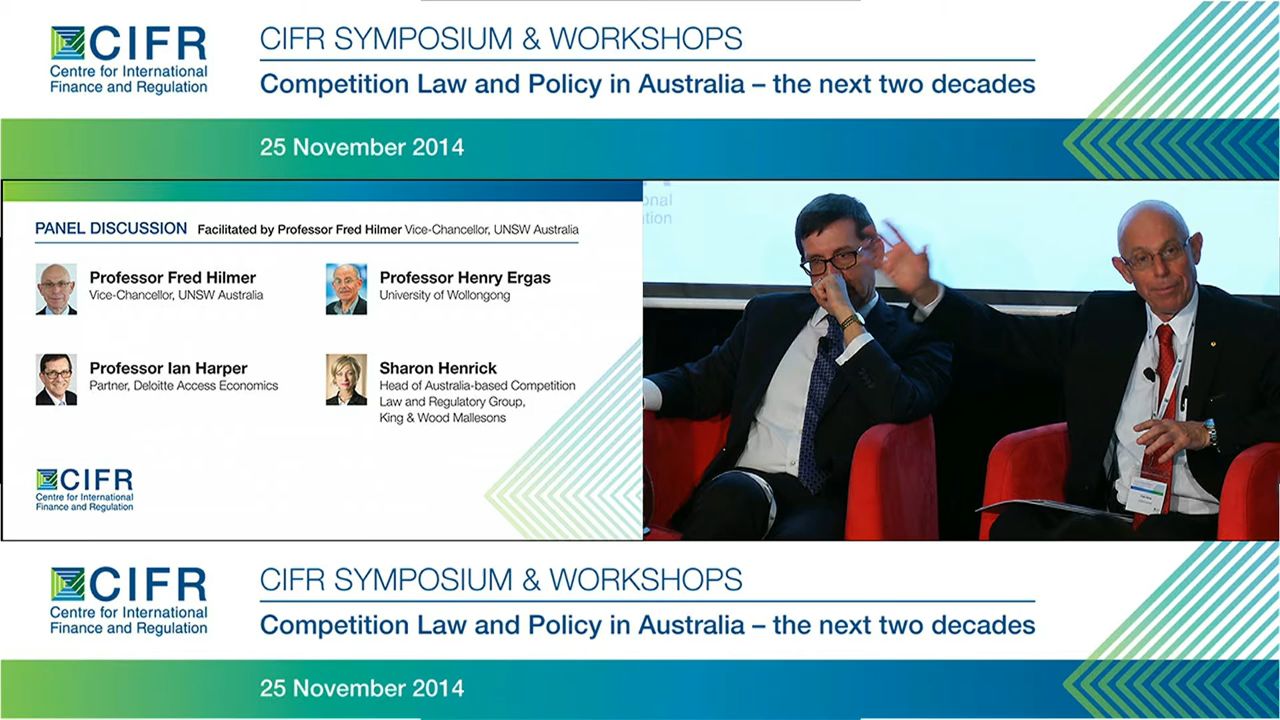 CIFR
Centre for International
Finance and Regulation
CIFR SYMPOSIUM & WORKSHOPS
Competition Law and Policy in Australia – the next two decades
25 November 2014
PANEL DISCUSSION Facilitated by Professor Fred Hilmer Vice-Chancellor, UNSW Australia
Professor Fred Hilmer
Vice-Chancellor, UNSW Australia
Professor Henry Ergas
University of Wollongong
Professor Ian Harper
Partner, Deloitte Access Economics
Sharon Henrick
Head of Australia-based Competition
Law and Regulatory Group,
King & Wood Mallesons
CIFR
Centre for International
Finance and Regulation
onal
tion
CIFR
Centre for International
Finance and Regulation
CIFR SYMPOSIUM & WORKSHOPS
Competition Law and Policy in Australia – the next two decades
25 November 2014